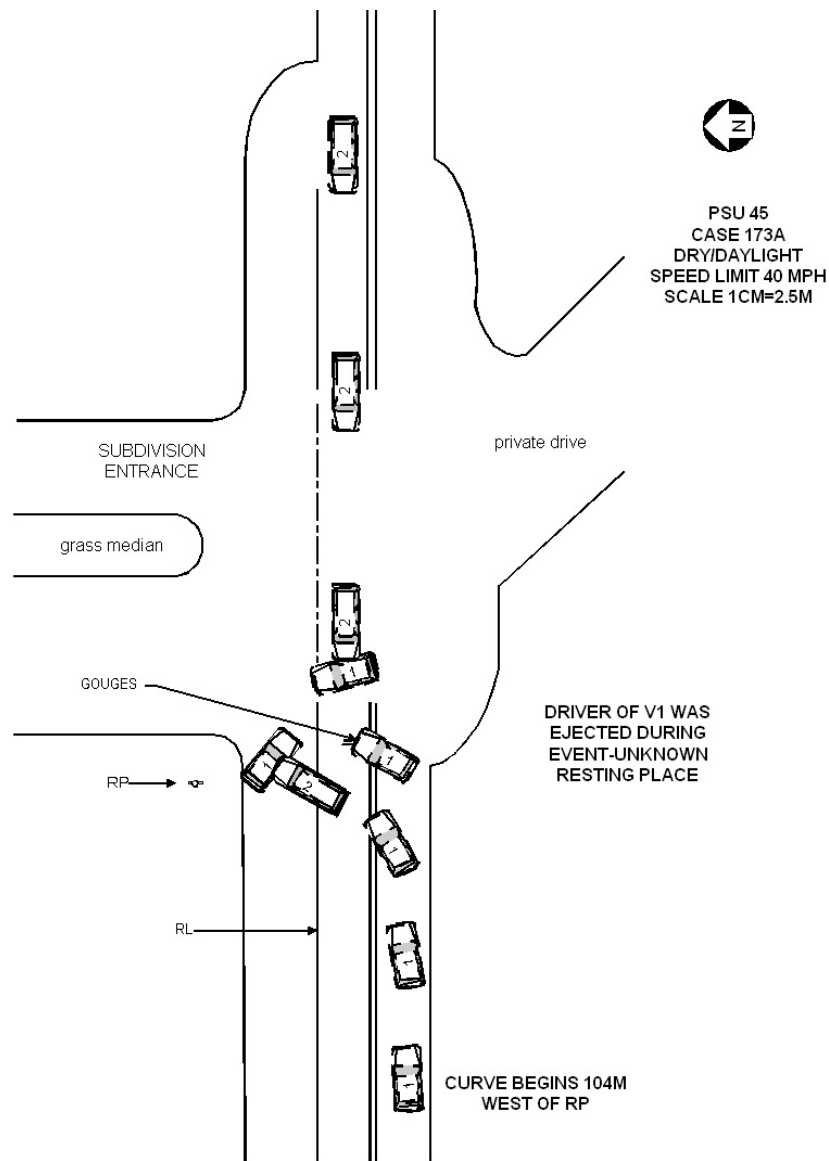 2
N
PSU 45
CASE 173A
DRY/DAYLIGHT
SPEED LIMIT 40 MPH
SCALE 1CM=2.5M
2
SUBDIVISION
ENTRANCE
private drive
grass median
2
1
GOUGES
DRIVER OF V1 WAS
EJECTED DURING
EVENT-UNKNOWN
RESTING PLACE
1
1
2
RP
1
RL
1
1
CURVE BEGINS 104M
WEST OF RP